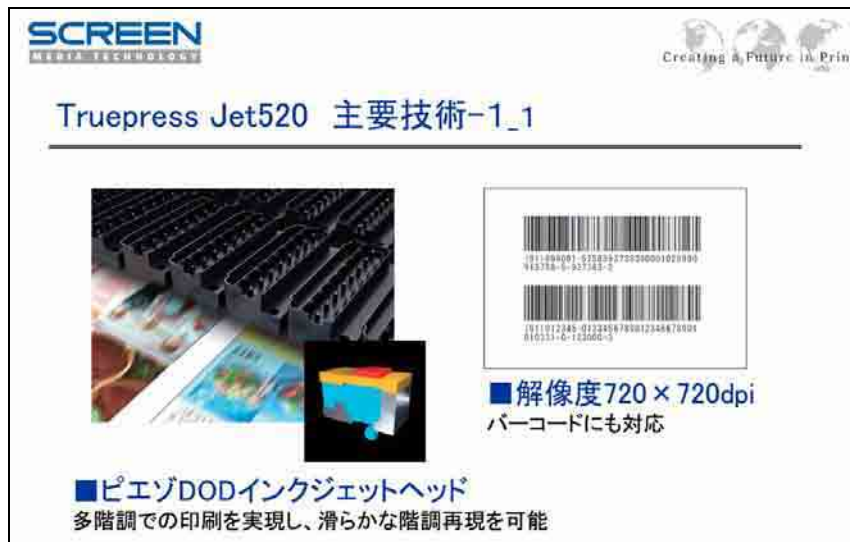 SCREEN
MEDIA TECHNOLOGY
Creating a Future in Prin
Truepress Jet520 主要技術-1_1
■解像度720×720dpi
バーコードにも対応
■ピエゾDODインクジェットヘッド
多階調での印刷を実現し、滑らかな階調再現を可能